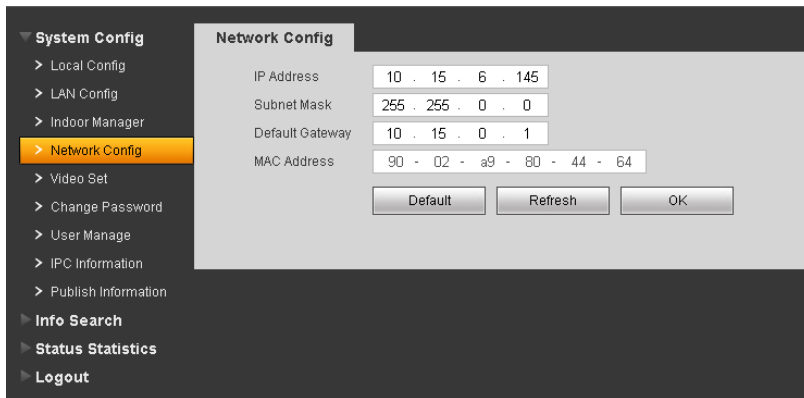 System Config
Local Config
LAN Config
Indoor Manager
Network Config
Video Set
Change Password
User Manage
IPC Information
Publish Information
Info Search
Status Statistics
Logout
Network Config
IP Address 10 . 15 . 6 . 145
Subnet Mask 255 . 255 . 0 . 0
Default Gateway 10 . 15 . 0 . 1
MAC Address 90 - 02 - a9 - 80 - 44 - 64
Default Refresh OK